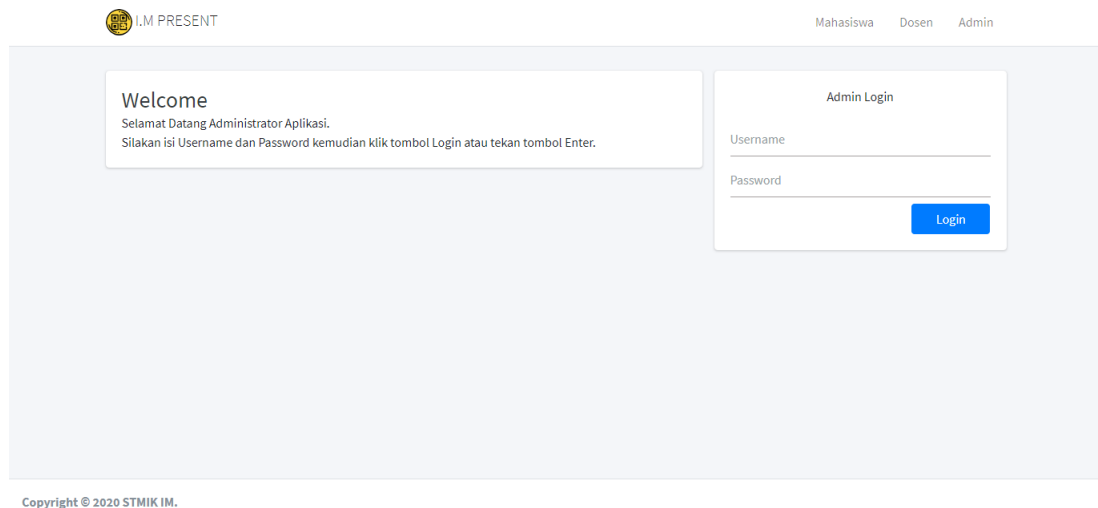 I.M PRESENT
Mahasiswa Dosen Admin
Welcome
Selamat Datang Administrator Aplikasi.
Silakan isi Username dan Password kemudian klik tombol Login atau tekan tombol Enter.
Admin Login
Username
Password
Login
Copyright © 2020 STMIK IM.